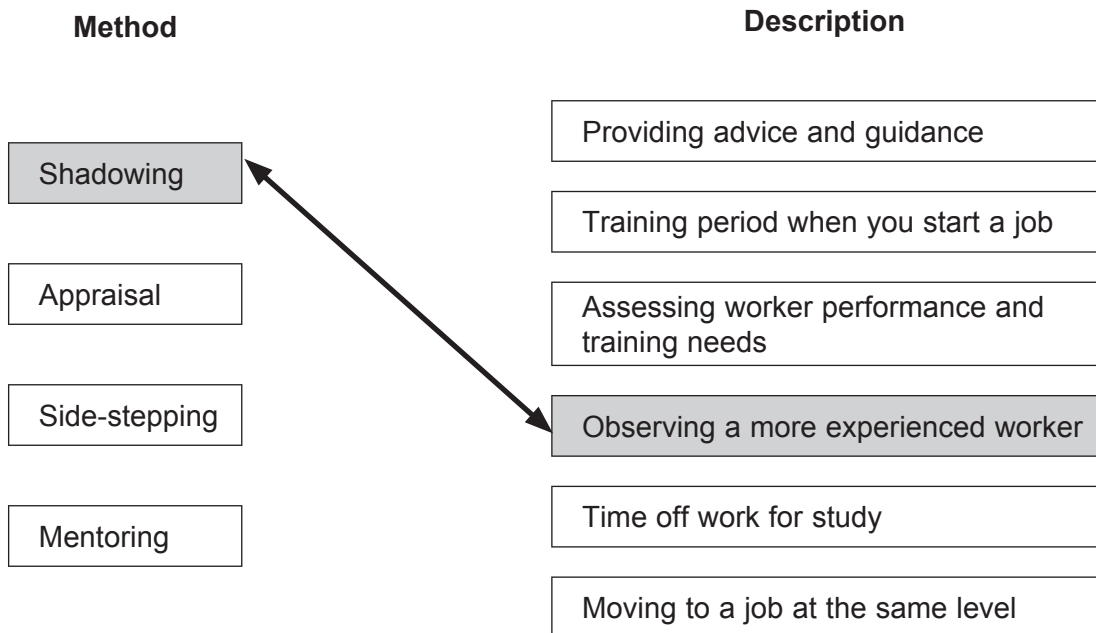 Method
Description
Shadowing
Appraisal
Side-stepping
Mentoring
Providing advice and guidance
Training period when you start a job
Assessing worker performance and
training needs
Observing a more experienced worker
Time off work for study
Moving to a job at the same level